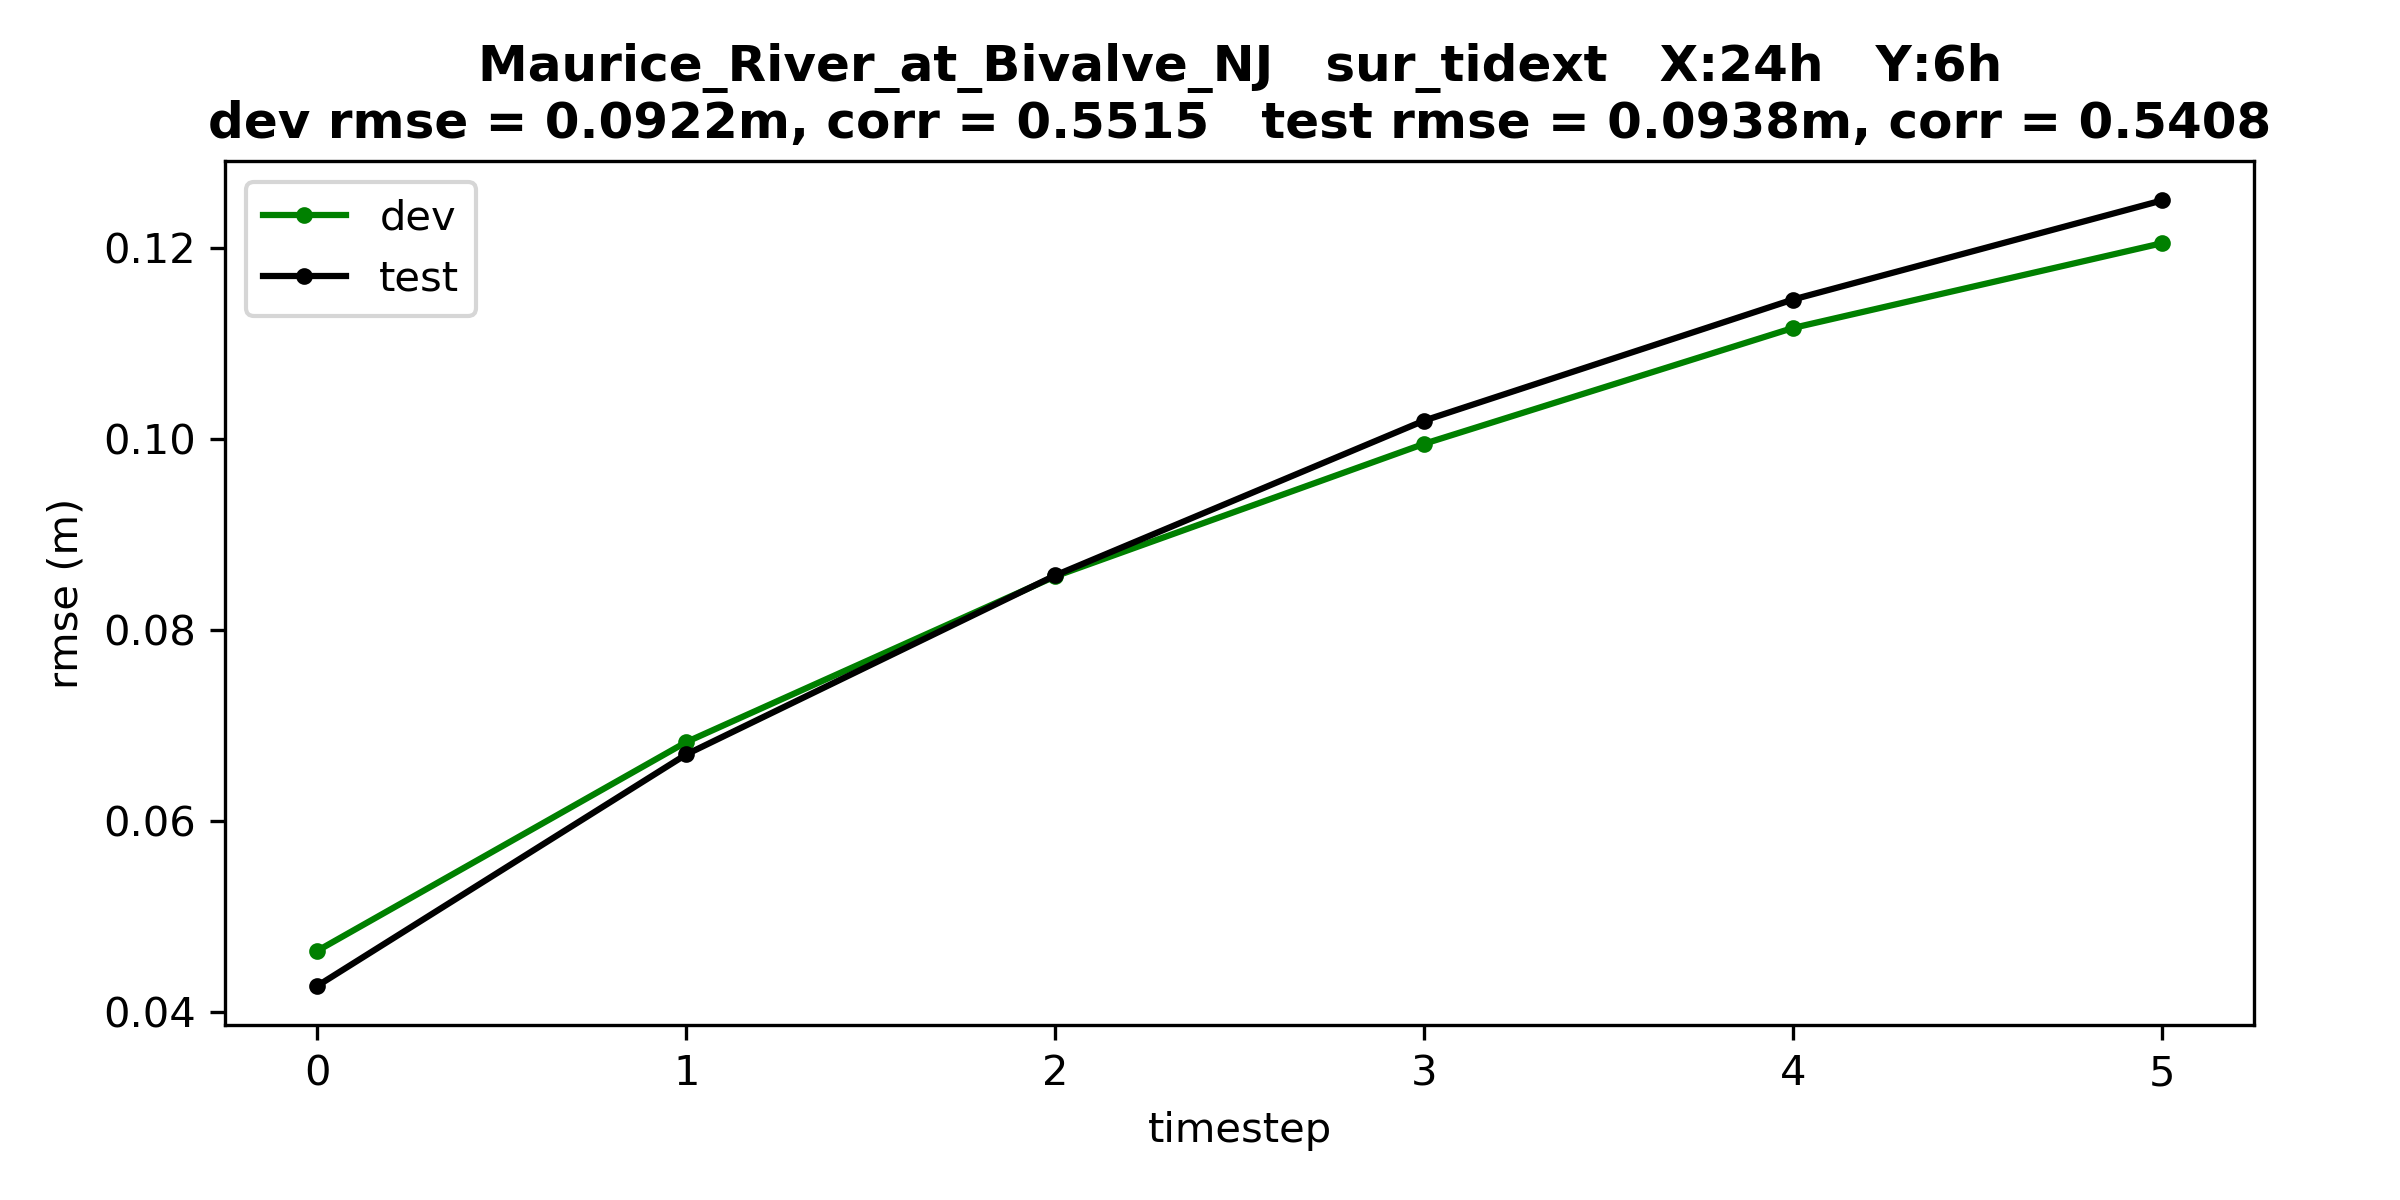 Maurice_River_at_Bivalve_NJ   sur_tidext   X:24h   Y:6h
dev rmse = 0.0922m, corr = 0.5515   test rmse = 0.0938m, corr = 0.5408
dev
test
0.12
0.10
0.08
0.06
0.04
rmse (m)
0 1 2 3 4 5
timestep